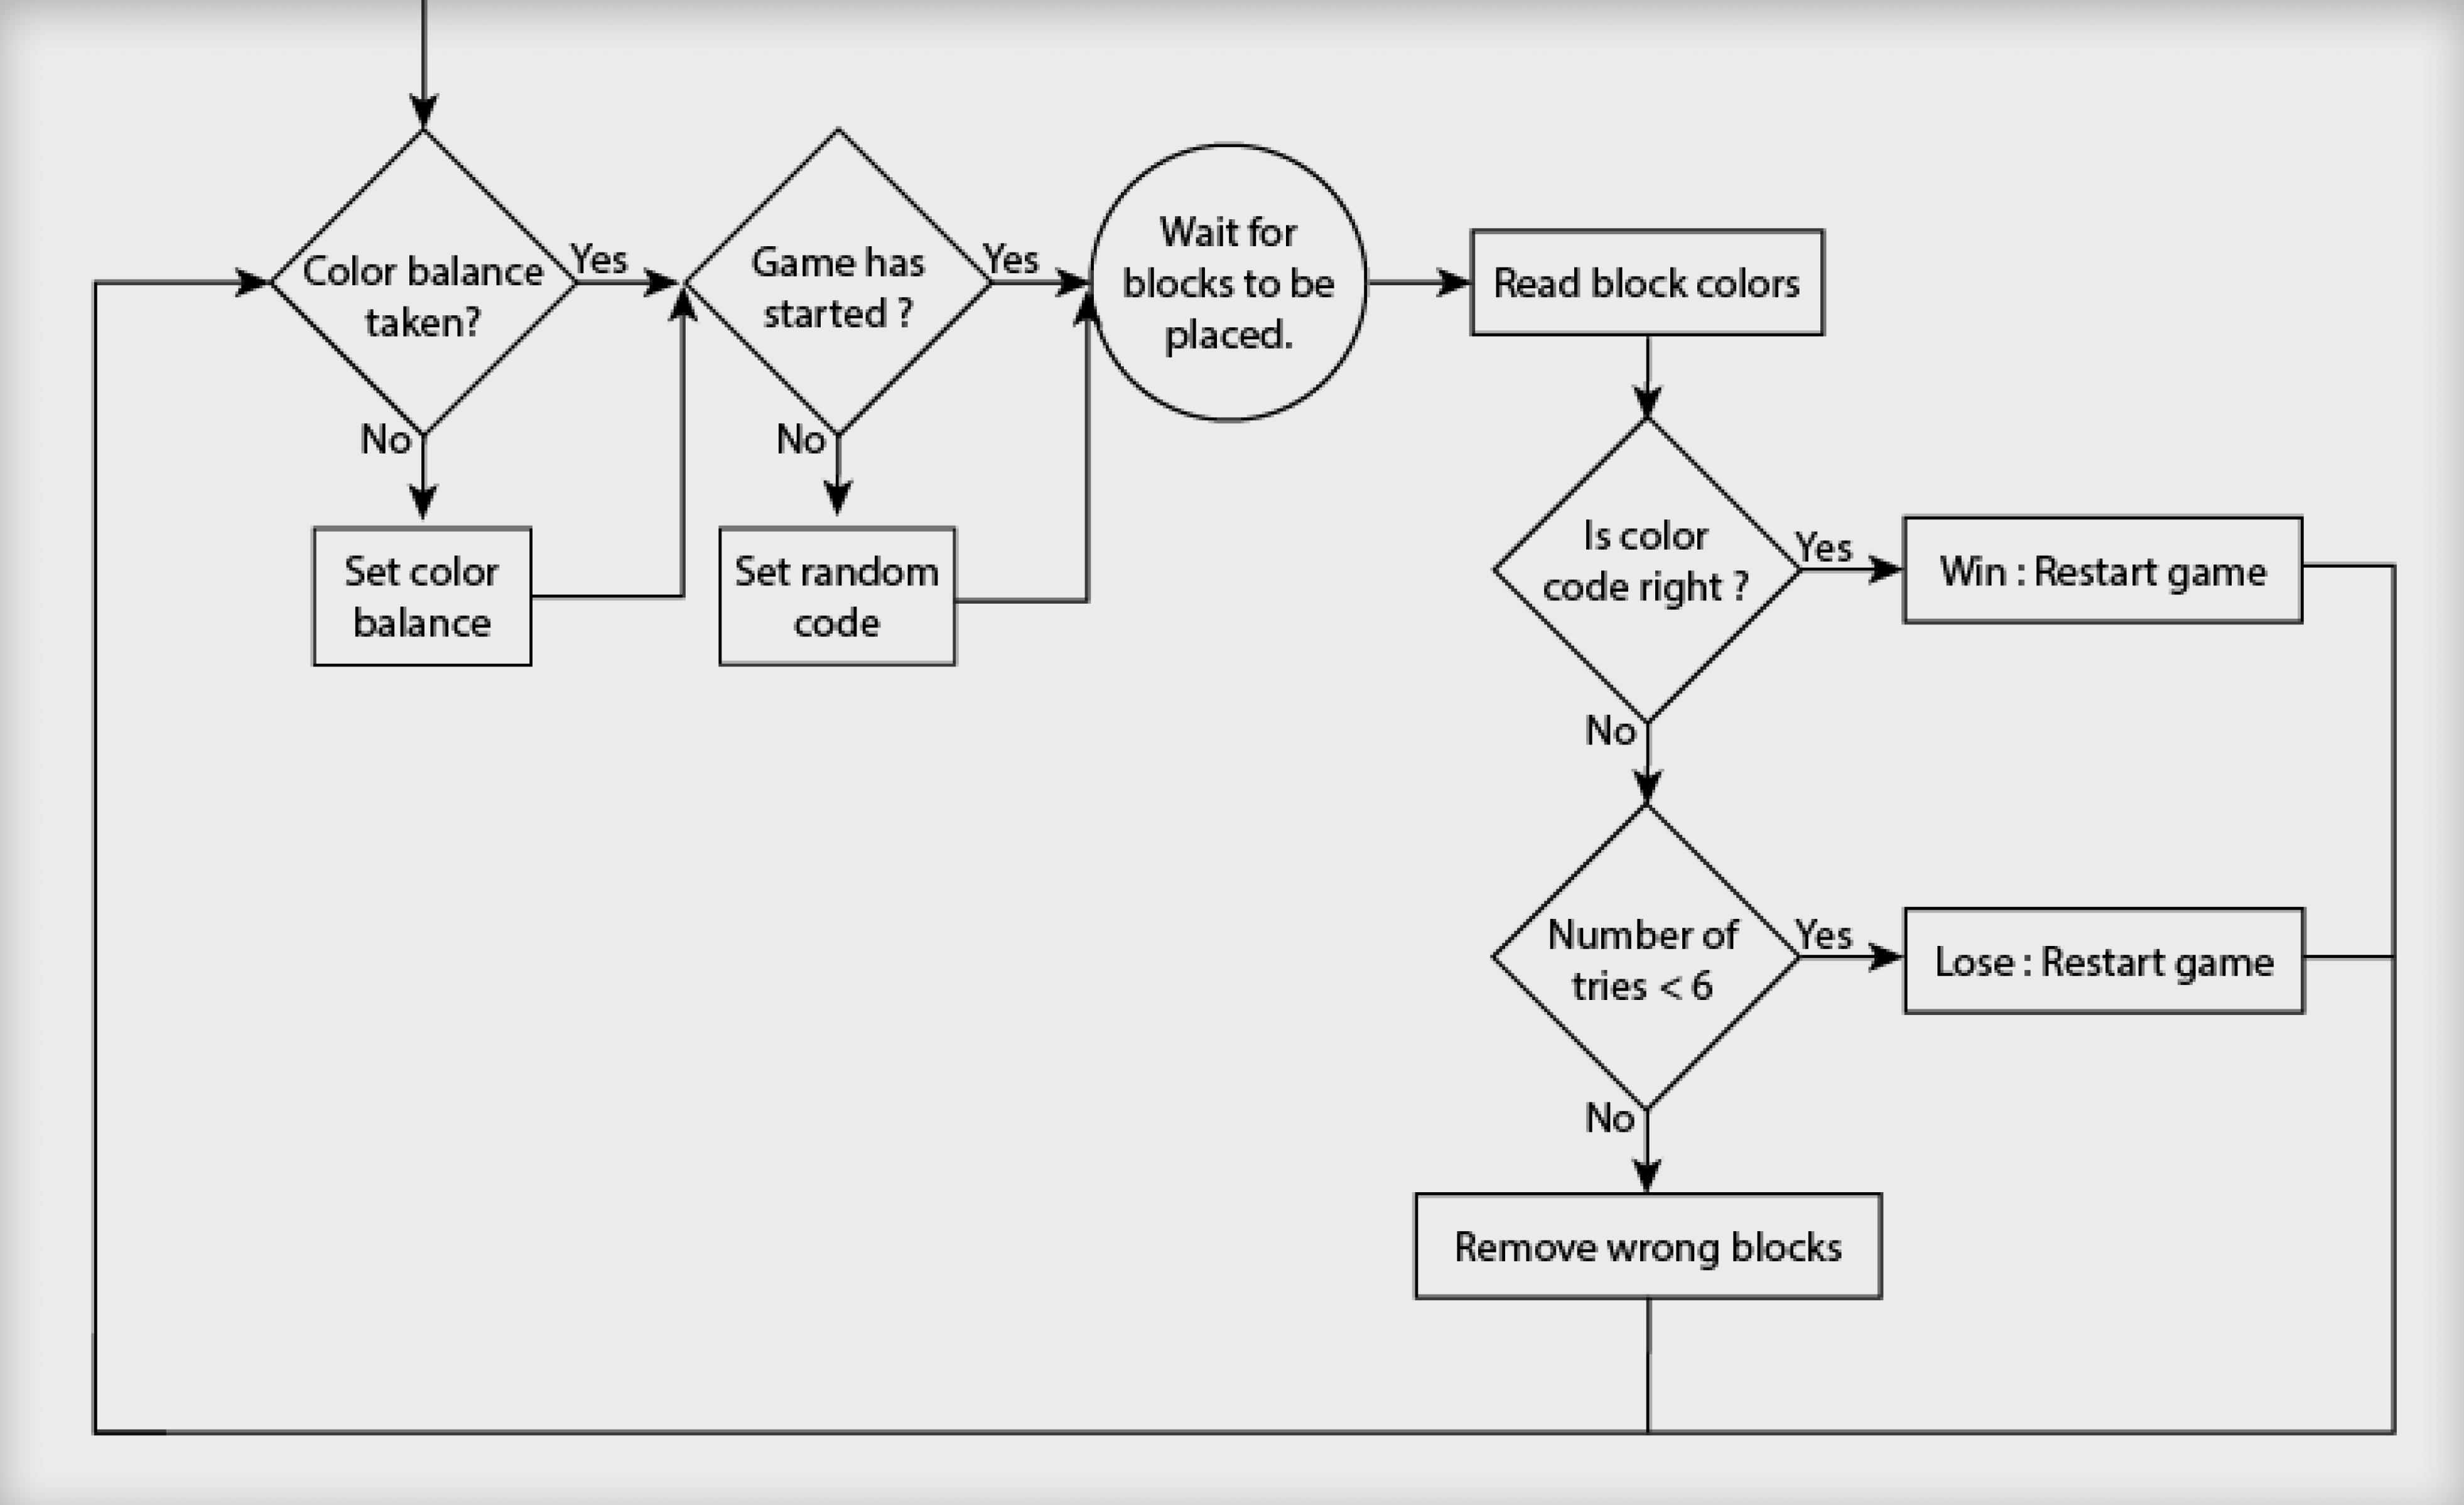 Color balance
taken?
Yes
No
Set color
balance
Game has
started ?
Yes
No
Set random
code
Wait for
blocks to be
placed.
Read block colors
Is color
code right ?
Yes
Win : Restart game
No
Number of
tries < 6
Yes
Lose : Restart game
No
Remove wrong blocks